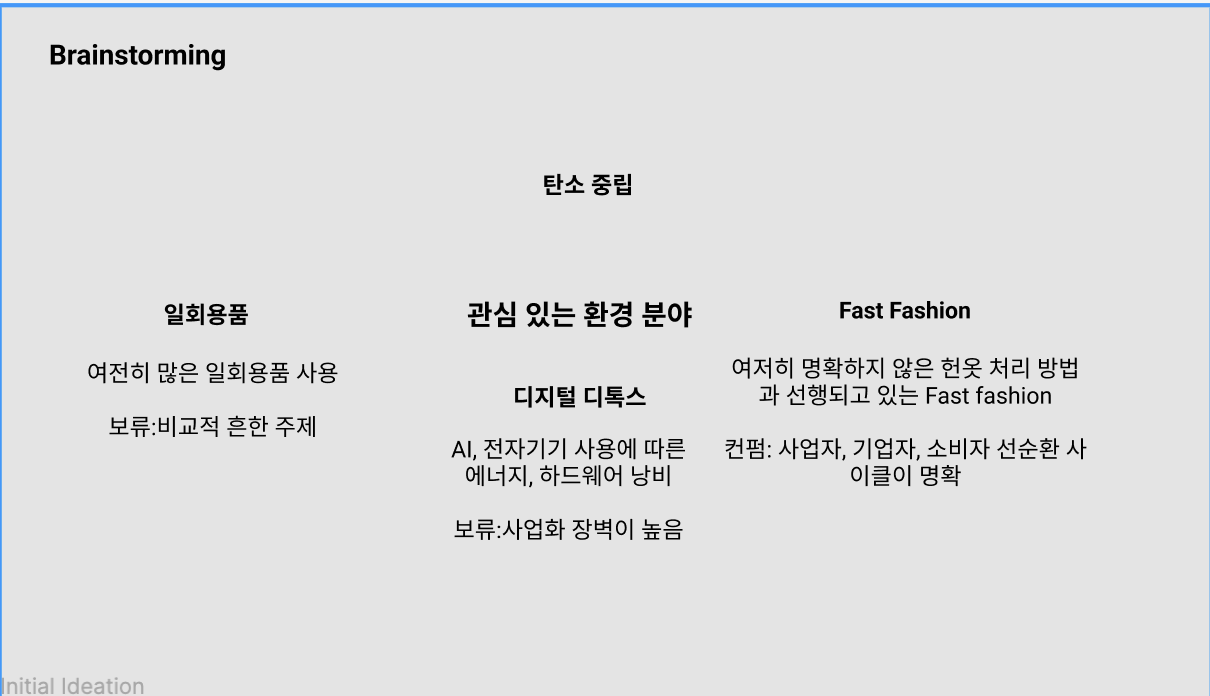 Brainstorming
탄소 중립
일회용품
여전히 많은 일회용품 사용
보류:비교적 흔한 주제
관심 있는 환경 분야
디지털 디톡스
AI, 전자기기 사용에 따른
에너지, 하드웨어 낭비
보류:사업화 장벽이 높음
Fast Fashion
여저히 명확하지 않은 헌옷 처리 방법
과 선행되고 있는 Fast fashion
컨펌: 사업자, 기업자, 소비자 선순환 사
이클이 명확
Initial Ideation